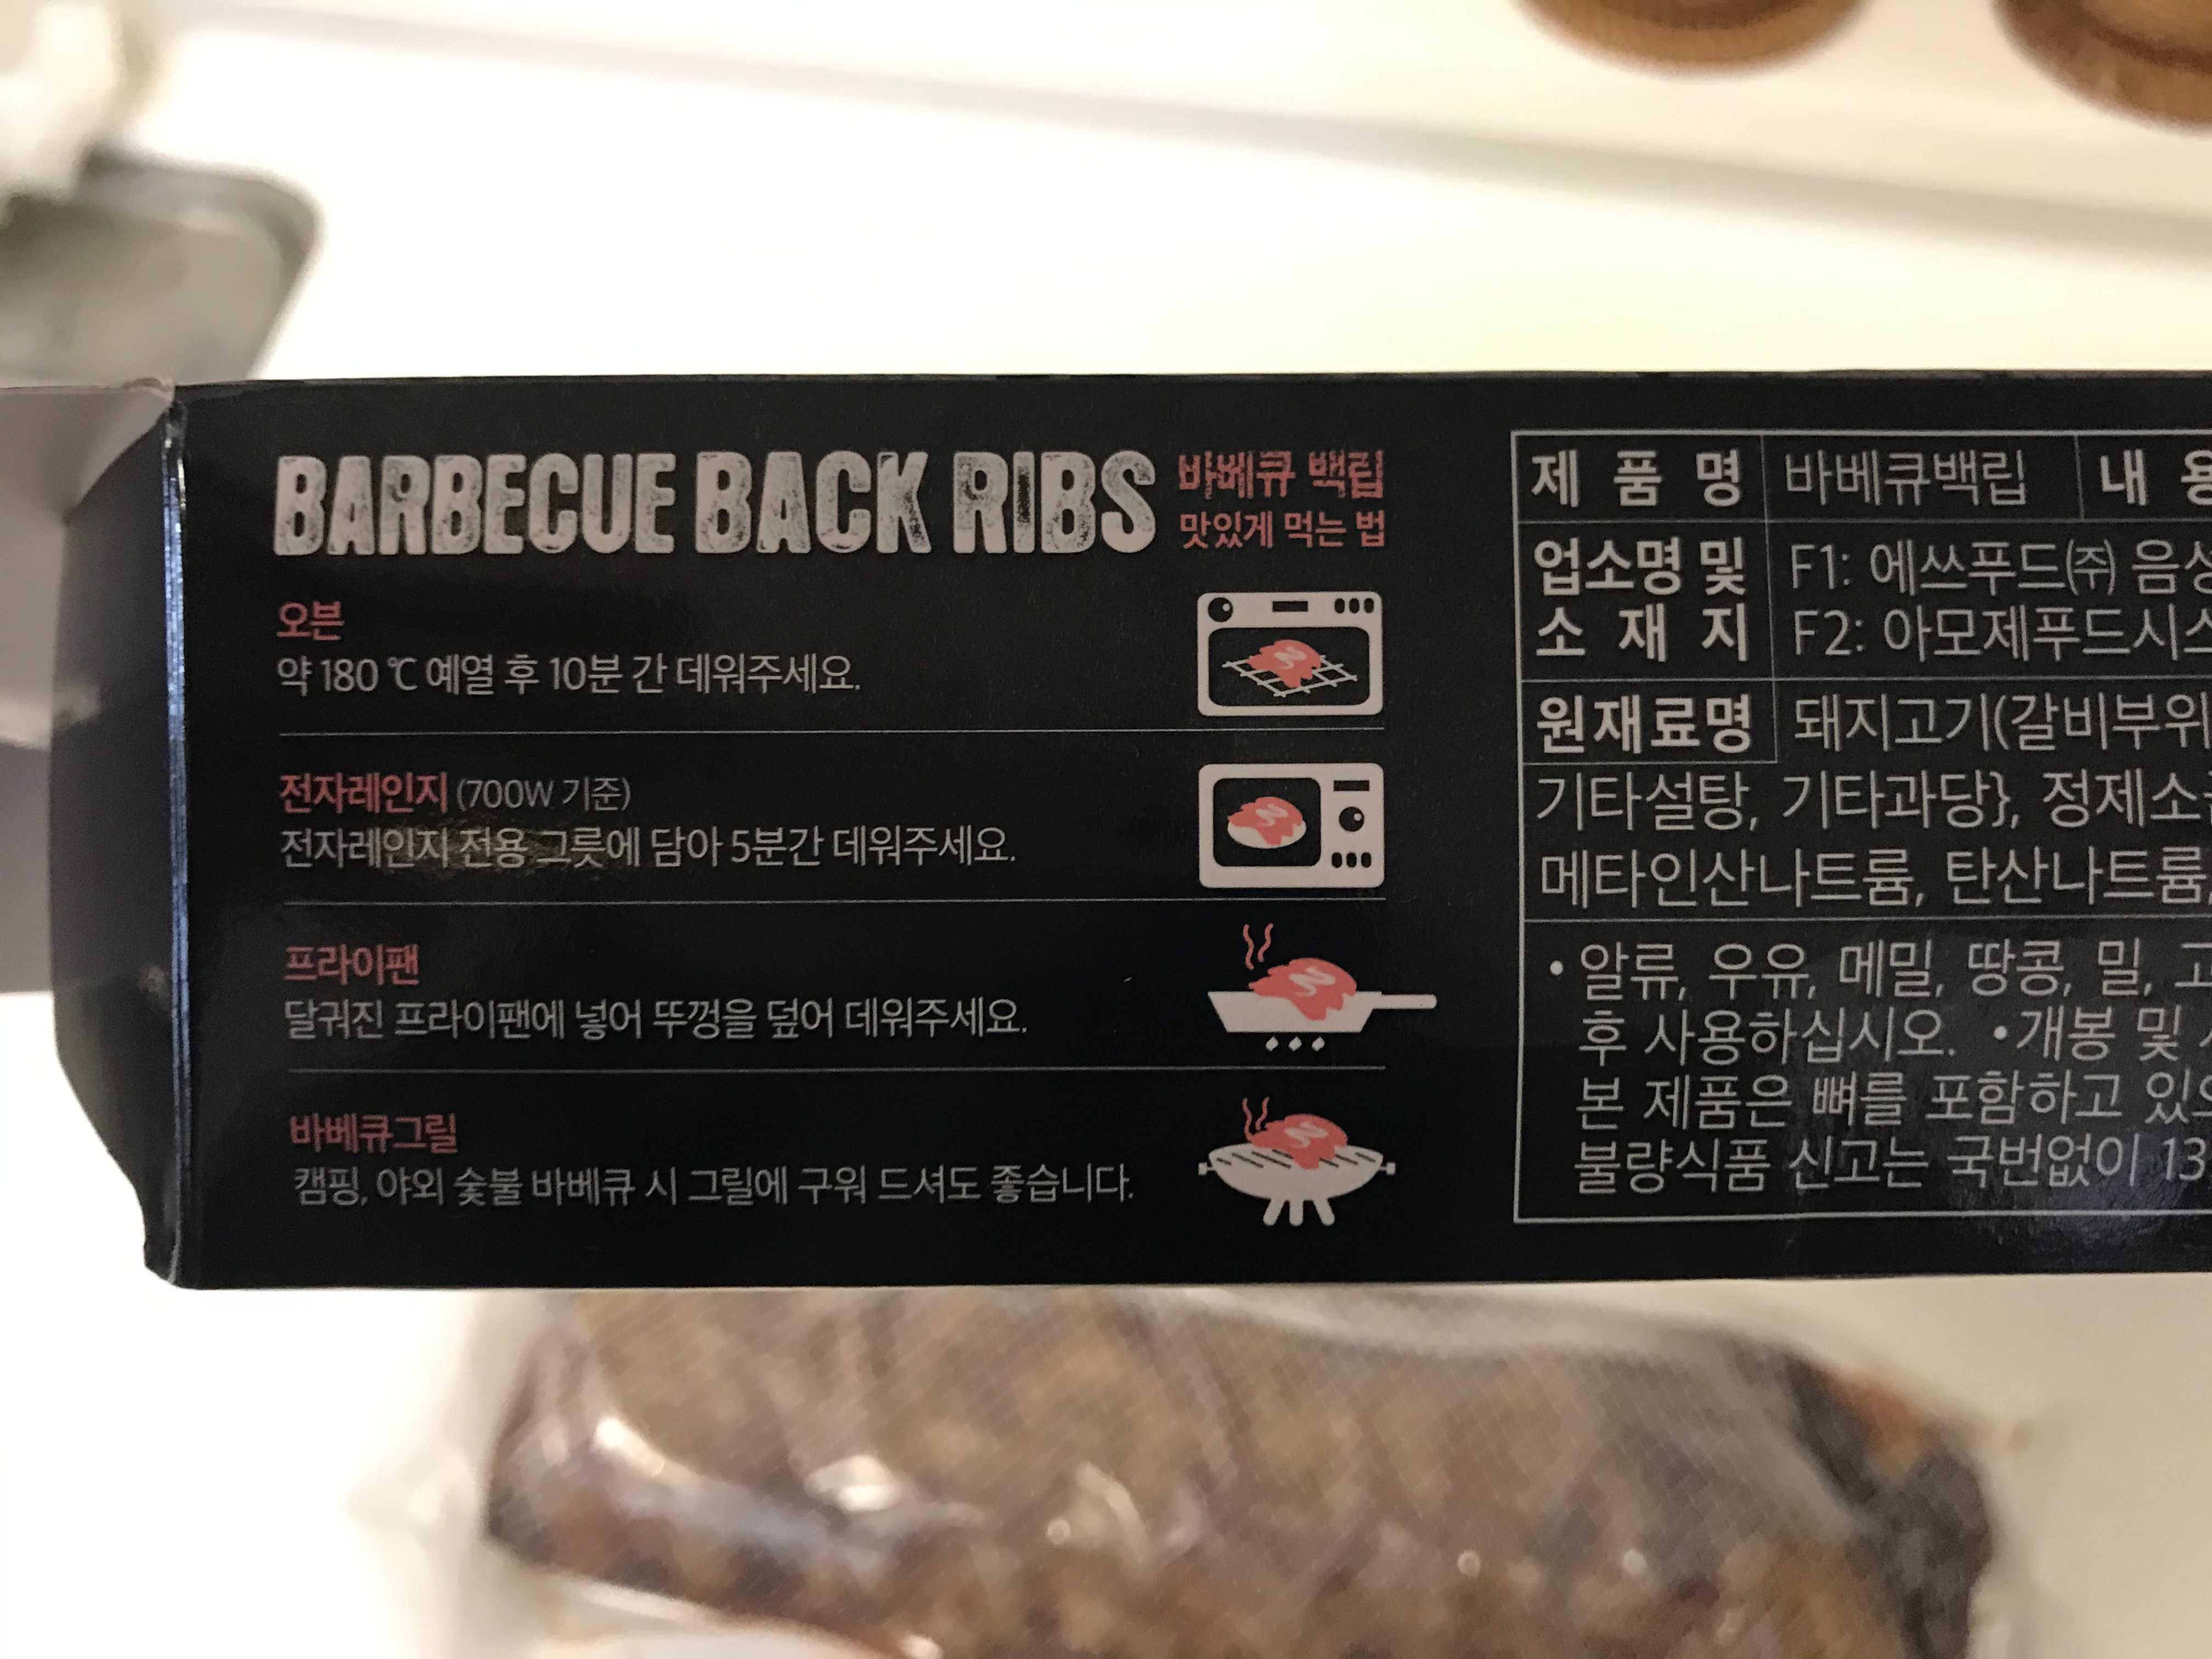 BARBECUE BACK RIBS 바베큐 백립
맛있게 먹는 법
오븐
약 180 ℃ 예열 후 10분 간 데워주세요.
전자레인지 (700W 기준)
전자레인지 전용 그릇에 담아 5분간 데워주세요.
프라이팬
달궈진 프라이팬에 넣어 뚜껑을 덮어 데워주세요.
바베큐그릴
캠핑, 야외 숯불 바베큐 시 그릴에 구워 드셔도 좋습니다.
제 품 명 바베큐백립 내 용
업소명 및 F1: 에쓰푸드㈜ 음성
소 재 지 F2: 아모제푸드시스
원재료명 돼지고기(갈비부위
기타설탕, 기타과당}, 정제소
메타인산나트륨, 탄산나트륨,
• 알류, 우유, 메밀, 땅콩, 밀, 고
후 사용하십시오. •개봉 및
본 제품은 뼈를 포함하고 있으
불량식품 신고는 국번없이 13